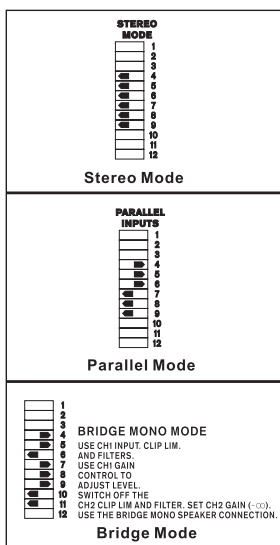 STEREO
MODE
1
2
3
4
5
6
7
8
9
10
11
12
Stereo Mode
PARALLEL
INPUTS
1
2
3
4
5
6
7
8
9
10
11
12
Parallel Mode
1
2
3
4 BRIDGE MONO MODE
5 USE CH1 INPUT. CLIP LIM.
6 AND FILTERS.
7 USE CH1 GAIN
8 CONTROL TO
9 ADJUST LEVEL.
10 SWITCH OFF THE
11 CH2 CLIP LIM AND FILTER. SET CH2 GAIN (-∞).
12 USE THE BRIDGE MONO SPEAKER CONNECTION.
Bridge Mode